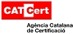 CATCert
Agència Catalana
de Certificació